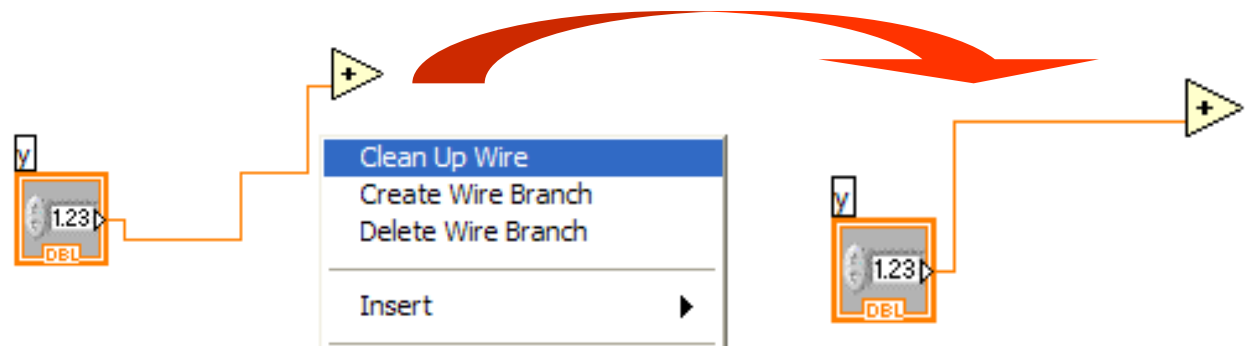 +
y
1.23
DBL
Clean Up Wire
Create Wire Branch
Delete Wire Branch
Insert
+
y
1.23
DBL